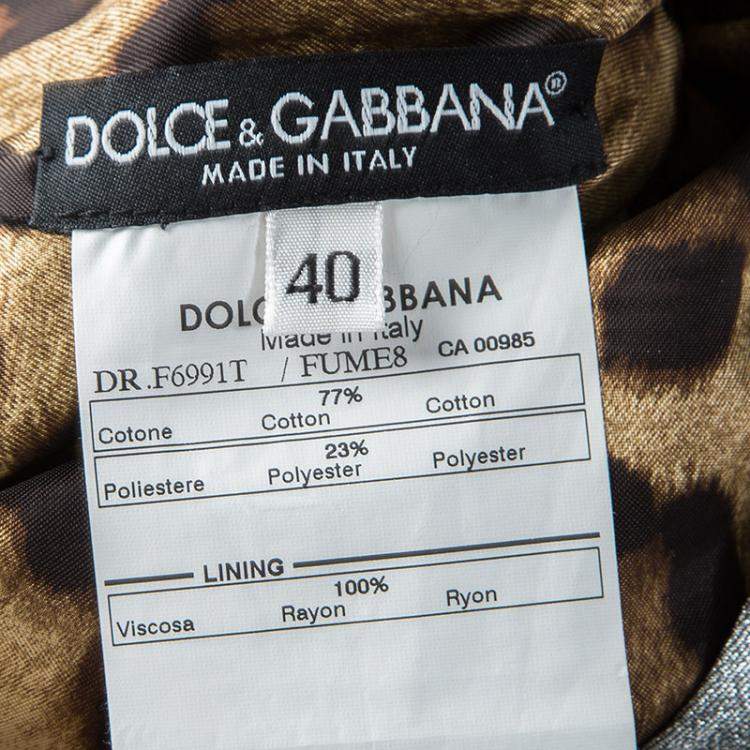 DOLCE & GABBANA®
MADE IN ITALY
40
DOLC BBANA
Made in Italy
DR.F6991T / FUME8 CA 00985
77%
Cotone Cotton Cotton
23%
Poliestere Polyester Polyester
LINING
100%
Viscosa Rayon Ryon